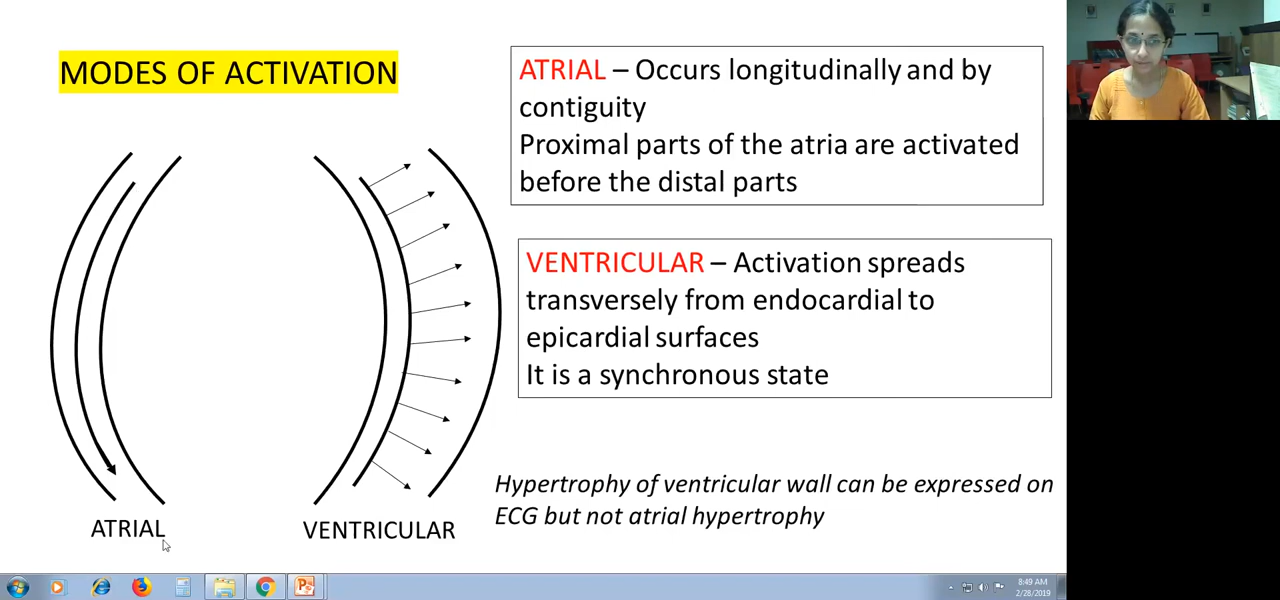 MODES OF ACTIVATION
ATRIAL – Occurs longitudinally and by
contiguity
Proximal parts of the atria are activated
before the distal parts
VENTRICULAR – Activation spreads
transversely from endocardial to
epicardial surfaces
It is a synchronous state
Hypertrophy of ventricular wall can be expressed on
ECG but not atrial hypertrophy
ATRIAL
VENTRICULAR
8:49 AM
2/28/2019